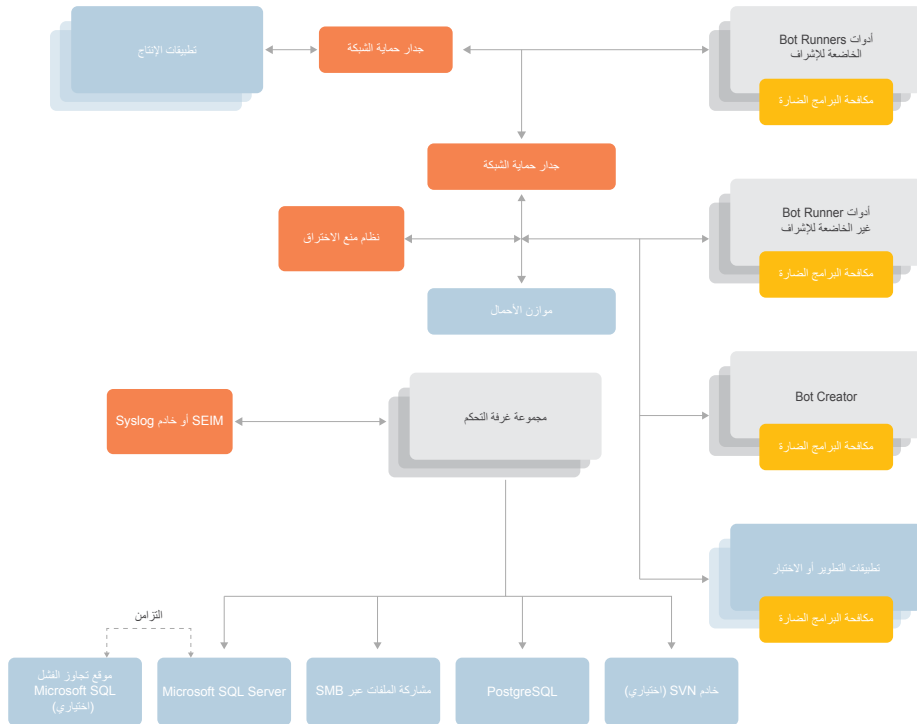 أدوات Bot Runners
الخاضعة للإشراف
مكافحة البرامج الضارة
جدار حماية الشبكة
تطبيقات الإنتاج
جدار حماية الشبكة
أدوات Bot Runner
غير الخاضعة للإشراف
مكافحة البرامج الضارة
نظام منع الاختراق
موازن الأحمال
Bot Creator
مكافحة البرامج الضارة
مجموعة غرفة التحكم
SEIM أو خادم Syslog
تطبيقات التطوير أو الاختبار
مكافحة البرامج الضارة
التزامن
خادم SVN (اختياري)
PostgreSQL
مشاركة الملفات عبر SMB
Microsoft SQL Server
موقع تجاوز الفشل
Microsoft SQL
(اختياري)